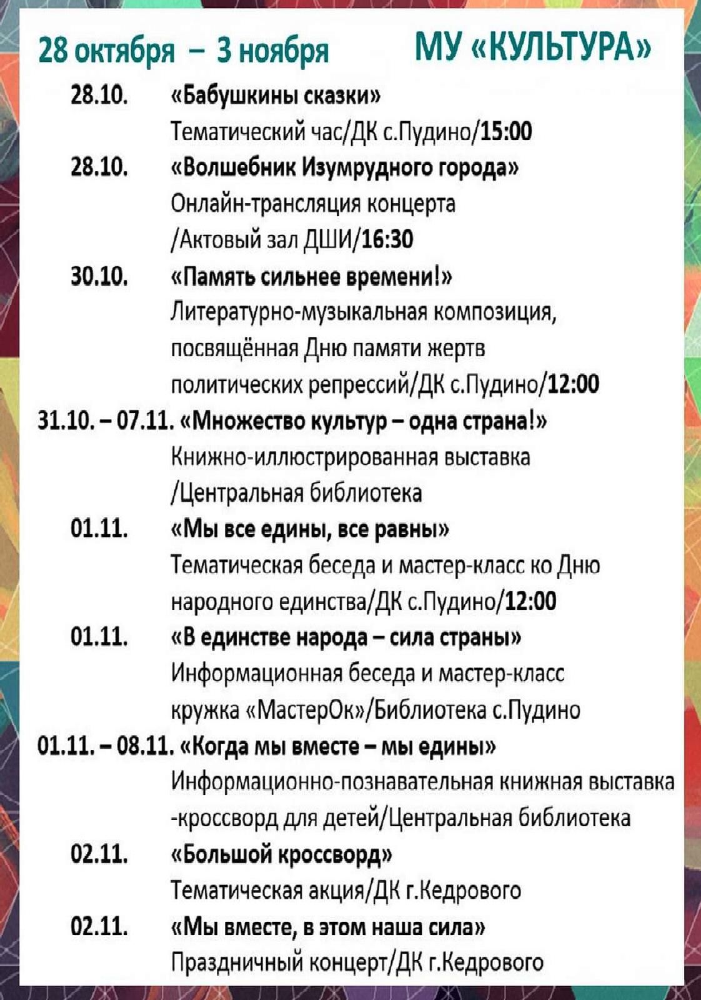 28 октября – 3 ноября МУ «КУЛЬТУРА»
28.10. «Бабушкины сказки»
Тематический час/ДК с.Пудино/15:00
28.10. «Волшебник Изумрудного города»
Онлайн-трансляция концерта
/Актовый зал ДШИ/16:30
30.10. «Память сильнее времени!»
Литературно-музыкальная композиция,
посвящённая Дню памяти жертв
политических репрессий/ДК с.Пудино/12:00
31.10. – 07.11. «Множество культур – одна страна!»
Книжно-иллюстрированная выставка
/Центральная библиотека
01.11. «Мы все едины, все равны»
Тематическая беседа и мастер-класс ко Дню
народного единства/ДК с.Пудино/12:00
01.11. «В единстве народа – сила страны»
Информационная беседа и мастер-класс
кружка «МастерОк»/Библиотека с.Пудино
01.11. – 08.11. «Когда мы вместе – мы едины»
Информационно-познавательная книжная выставка
-кроссворд для детей/Центральная библиотека
02.11. «Большой кроссворд»
Тематическая акция/ДК г.Кедрового
02.11. «Мы вместе, в этом наша сила»
Праздничный концерт/ДК г.Кедрового